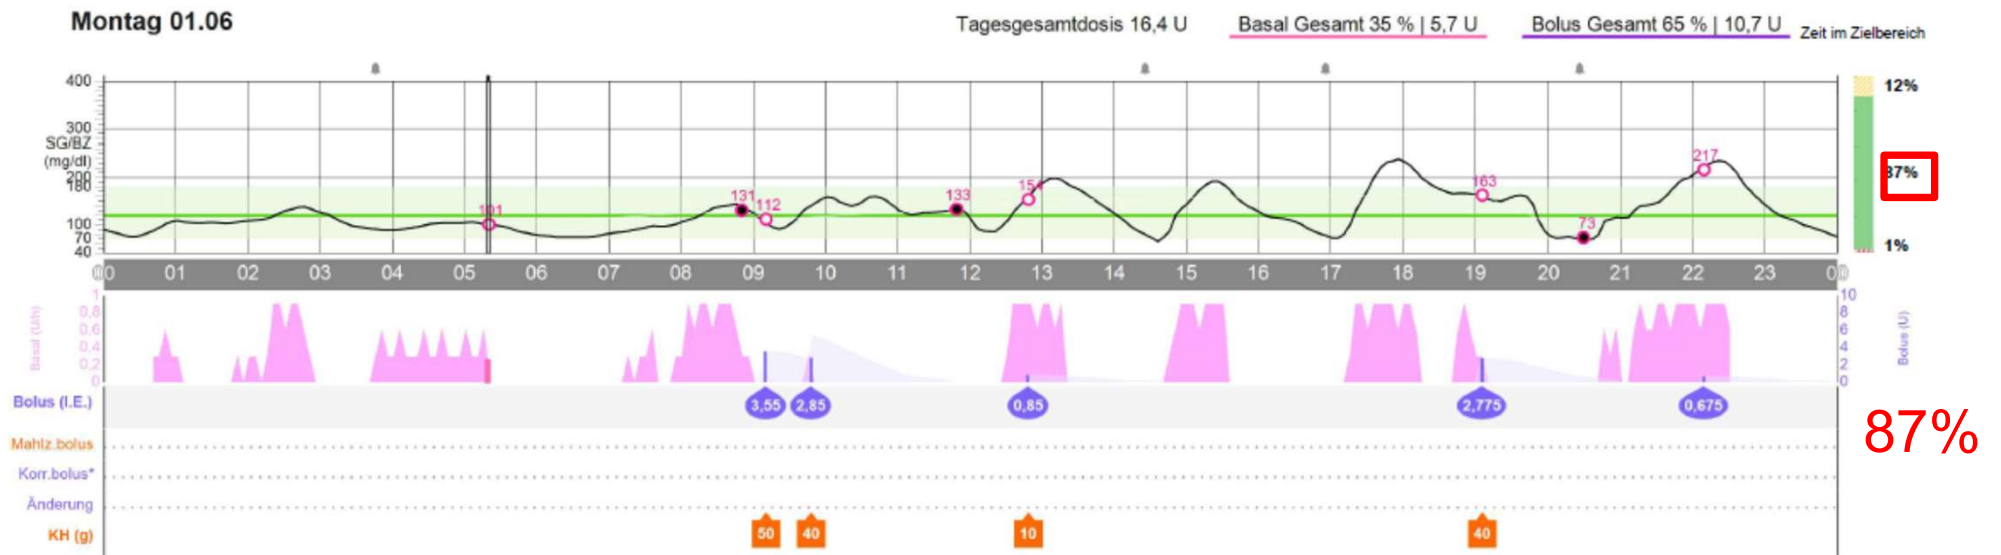 Montag 01.06
Tagesgesamtdosis 16,4 U
Basal Gesamt 35 % | 5,7 U
Bolus Gesamt 65 % | 10,7 U
Zeit im Zielbereich
400
300
SG/BZ
(mg/dl)
200
180
100
70
40
101
131
112
133
154
163
73
217
12%
87%
1%
00 01 02 03 04 05 06 07 08 09 10 11 12 13 14 15 16 17 18 19 20 21 22 23 00
Basal (U/h)
1
0,8
0,6
0,4
0,2
0
10
8
6
4
2
0
Bolus (U)
Bolus (I.E.)
3,55 2,85 0,85 2,775 0,675
87%
Mahlz.bolus
Korr.bolus*
Änderung
KH (g)
50 40 10 40